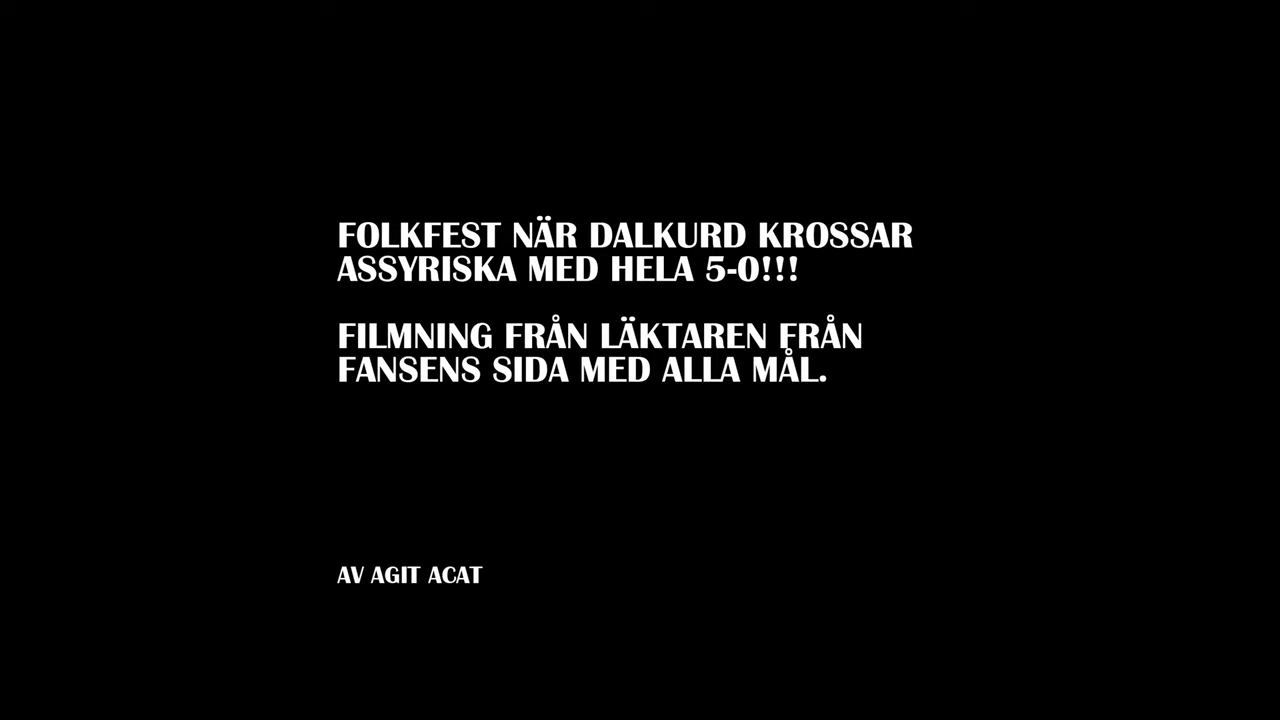 FOLKFEST NÄR DALKURD KROSSAR
ASSYRISKA MED HELA 5-0!!!
FILMNING FRÅN LÄKTAREN FRÅN
FANSENS SIDA MED ALLA MÅL.
AV AGIT ACAT